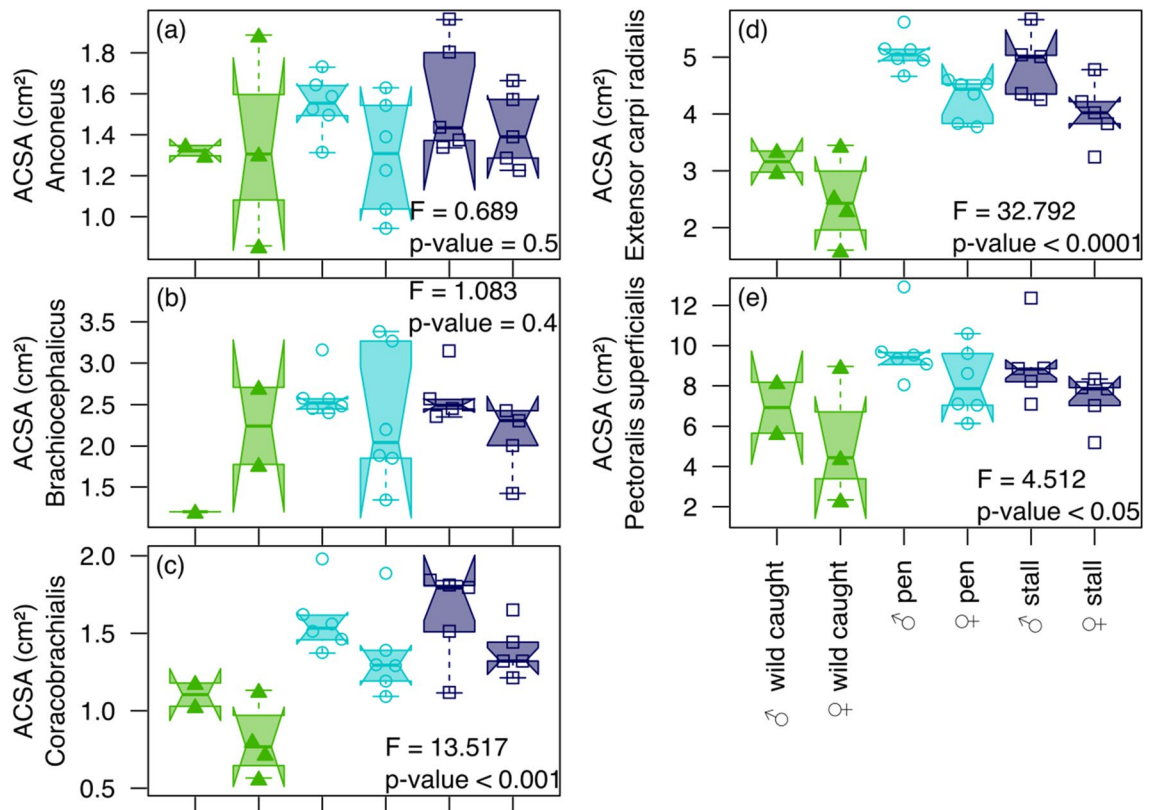 (a)
ACSA (cm²)
Anconeus
1.8
1.6
1.4
1.2
1.0
F = 0.689
p-value = 0.5
(b)
ACSA (cm²)
Brachiocephalicus
3.5
3.0
2.5
2.0
1.5
F = 1.083
p-value = 0.4
(c)
ACSA (cm²)
Coracobrachialis
2.0
1.5
1.0
0.5
F = 13.517
p-value < 0.001
(d)
ACSA (cm²)
Extensor carpi radialis
5
4
3
2
F = 32.792
p-value < 0.0001
(e)
ACSA (cm²)
Pectoralis superficialis
12
10
8
6
4
2
F = 4.512
p-value < 0.05
♂ wild caught
♀ wild caught
♂ pen
♀ pen
♂ stall
♀ stall